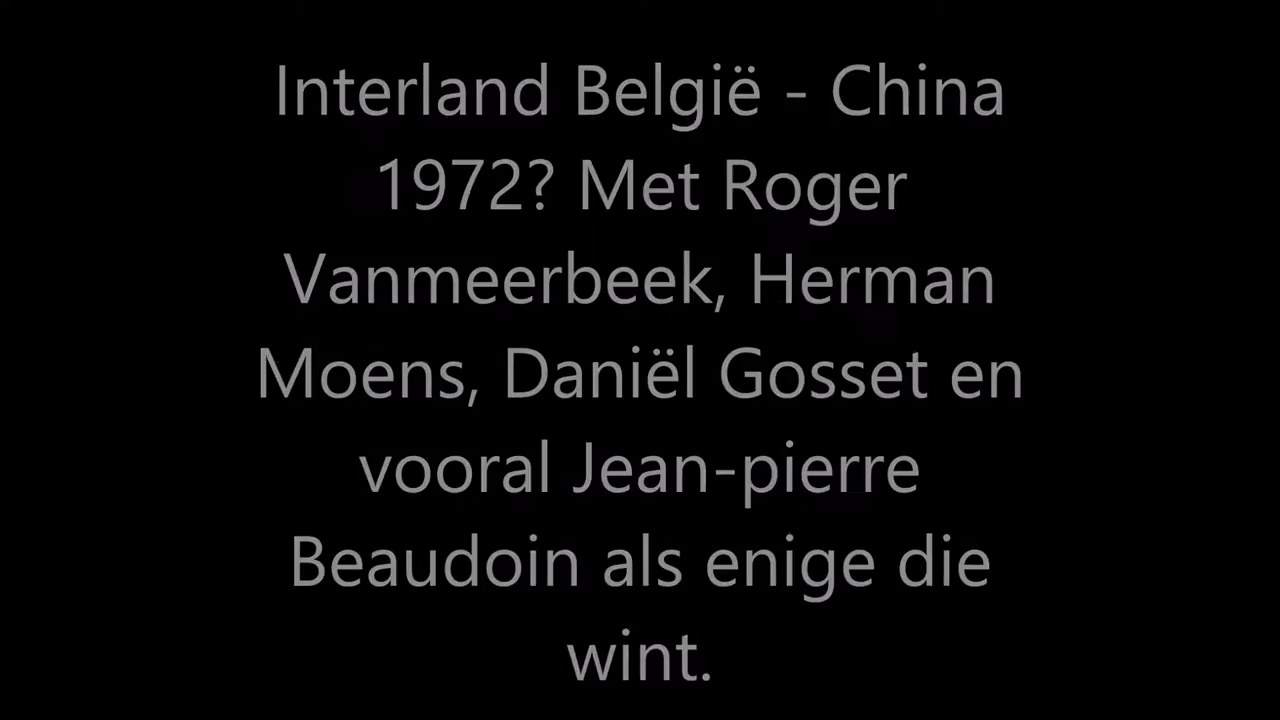 Interland België - China
1972? Met Roger
Vanmeerbeek, Herman
Moens, Daniël Gosset en
vooral Jean-pierre
Beaudoin als enige die
wint.